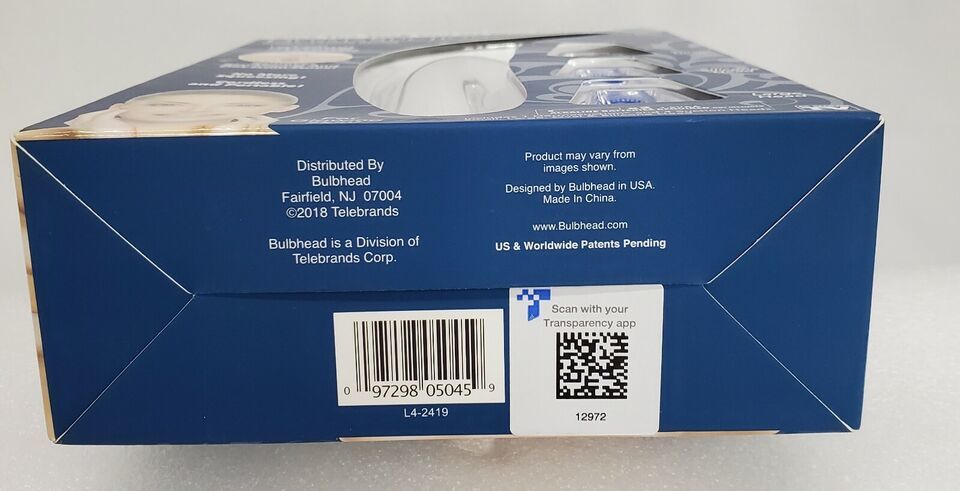 Distributed By
Bulbhead
Fairfield, NJ 07004
©2018 Telebrands
Bulbhead is a Division of
Telebrands Corp.
Product may vary from
images shown.
Designed by Bulbhead in USA.
Made In China.
www.Bulbhead.com
US & Worldwide Patents Pending
0 97298 05045 9
L4-2419
Scan with your
Transparency app
12972